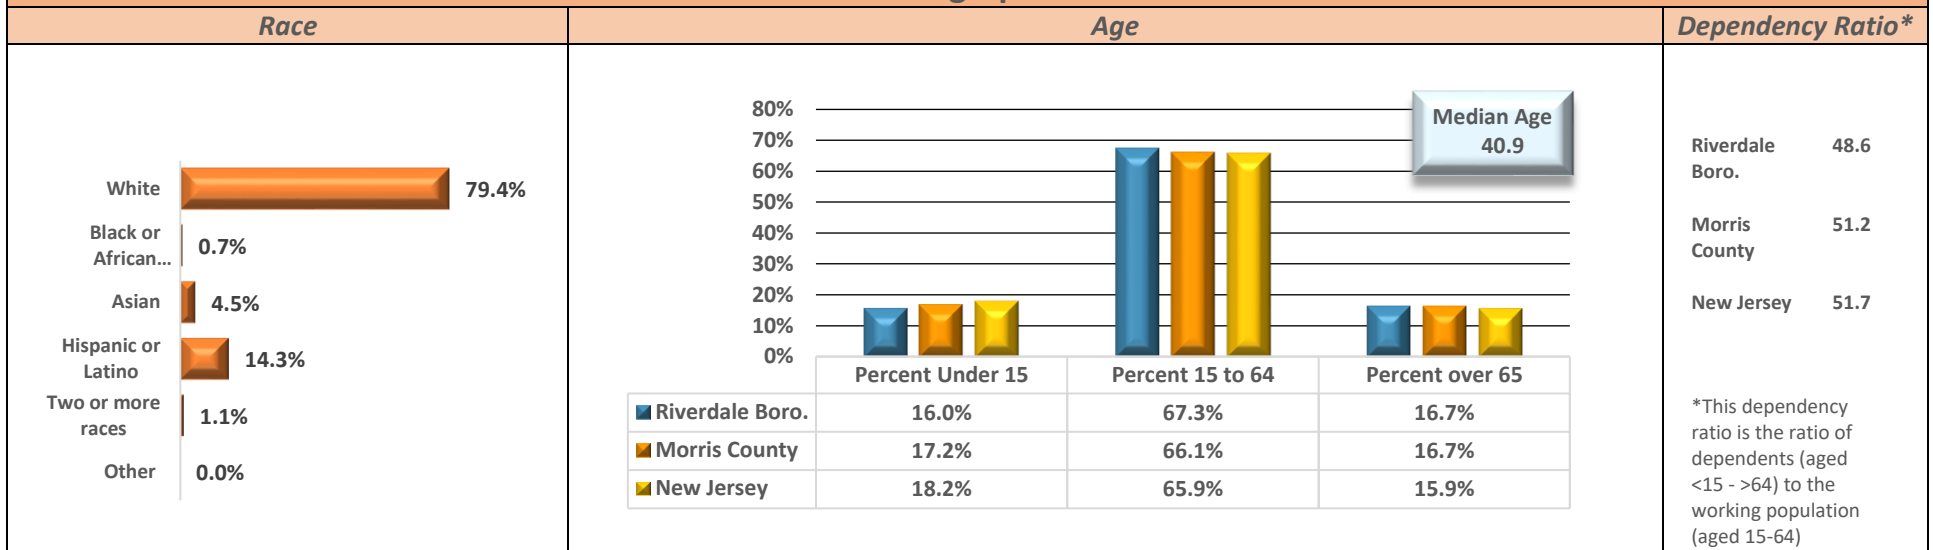 Race
Age
Dependency Ratio*
White
79.4%
Black or
African...
0.7%
Asian
4.5%
Hispanic or
Latino
14.3%
Two or more
races
1.1%
Other
0.0%
80%
70%
60%
50%
40%
30%
20%
10%
0%
Median Age
40.9
Percent Under 15 Percent 15 to 64 Percent over 65
Riverdale Boro. 16.0% 67.3% 16.7%
Morris County 17.2% 66.1% 16.7%
New Jersey 18.2% 65.9% 15.9%
Riverdale 48.6
Boro.
Morris 51.2
County
New Jersey 51.7
*This dependency
ratio is the ratio of
dependents (aged
<15 - >64) to the
working population
(aged 15-64)